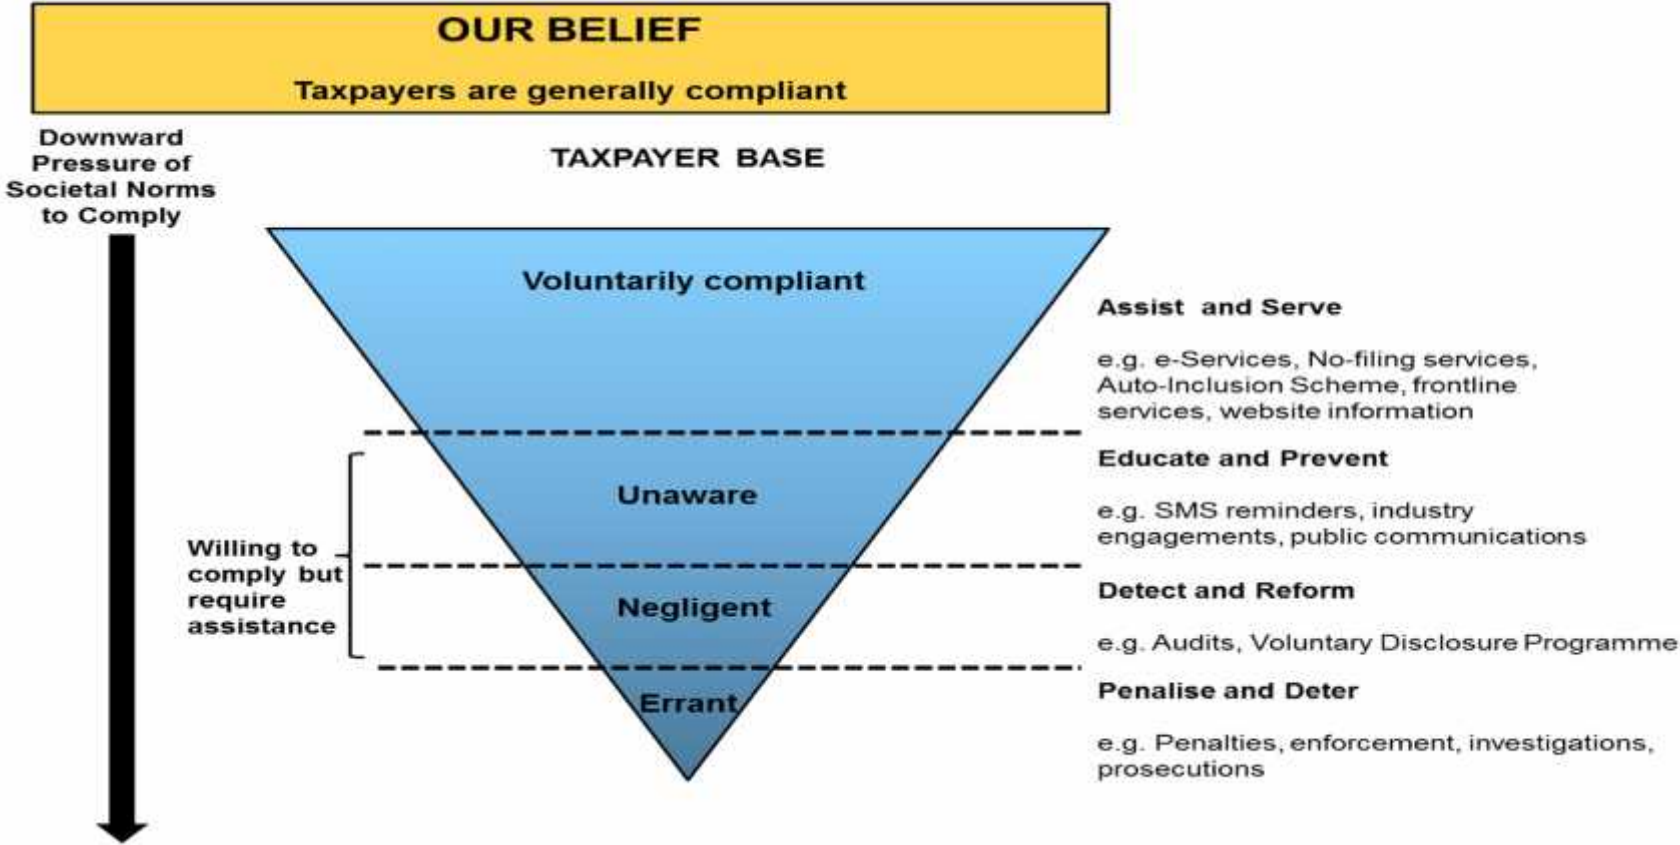 OUR BELIEF
Taxpayers are generally compliant
Downward
Pressure of
Societal Norms
to Comply
TAXPAYER BASE
Voluntarily compliant
Assist and Serve
e.g. e-Services, No-filing services,
Auto-Inclusion Scheme, frontline
services, website information
Unaware
Educate and Prevent
e.g. SMS reminders, industry
engagements, public communications
Willing to
comply but
require
assistance
Negligent
Detect and Reform
e.g. Audits, Voluntary Disclosure Programme
Errant
Penalise and Deter
e.g. Penalties, enforcement, investigations,
prosecutions